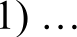 1) …